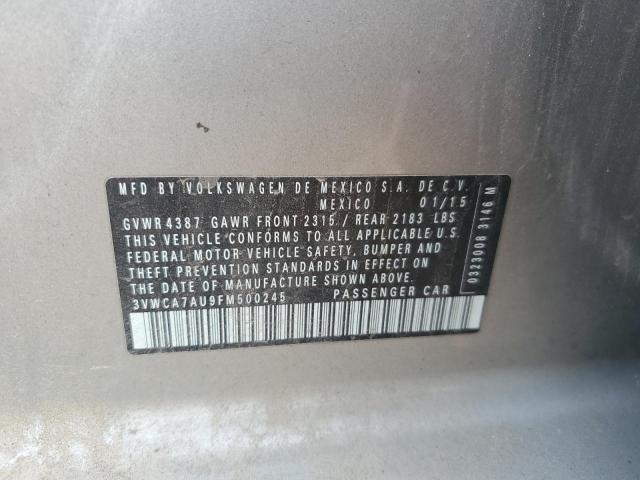 MFD BY VOLKSWAGEN DE MEXICO S.A. DE C.V.
MEXICO 01/15
GVWR 4387 GAWR FRONT 2315 / REAR 2183 LBS
THIS VEHICLE CONFORMS TO ALL APPLICABLE U.S.
FEDERAL MOTOR VEHICLE SAFETY, BUMPER AND
THEFT PREVENTION STANDARDS IN EFFECT ON
THE DATE OF MANUFACTURE SHOWN ABOVE.
3VWCA7AU9FM500245 PASSENGER CAR
0323008 3146 M